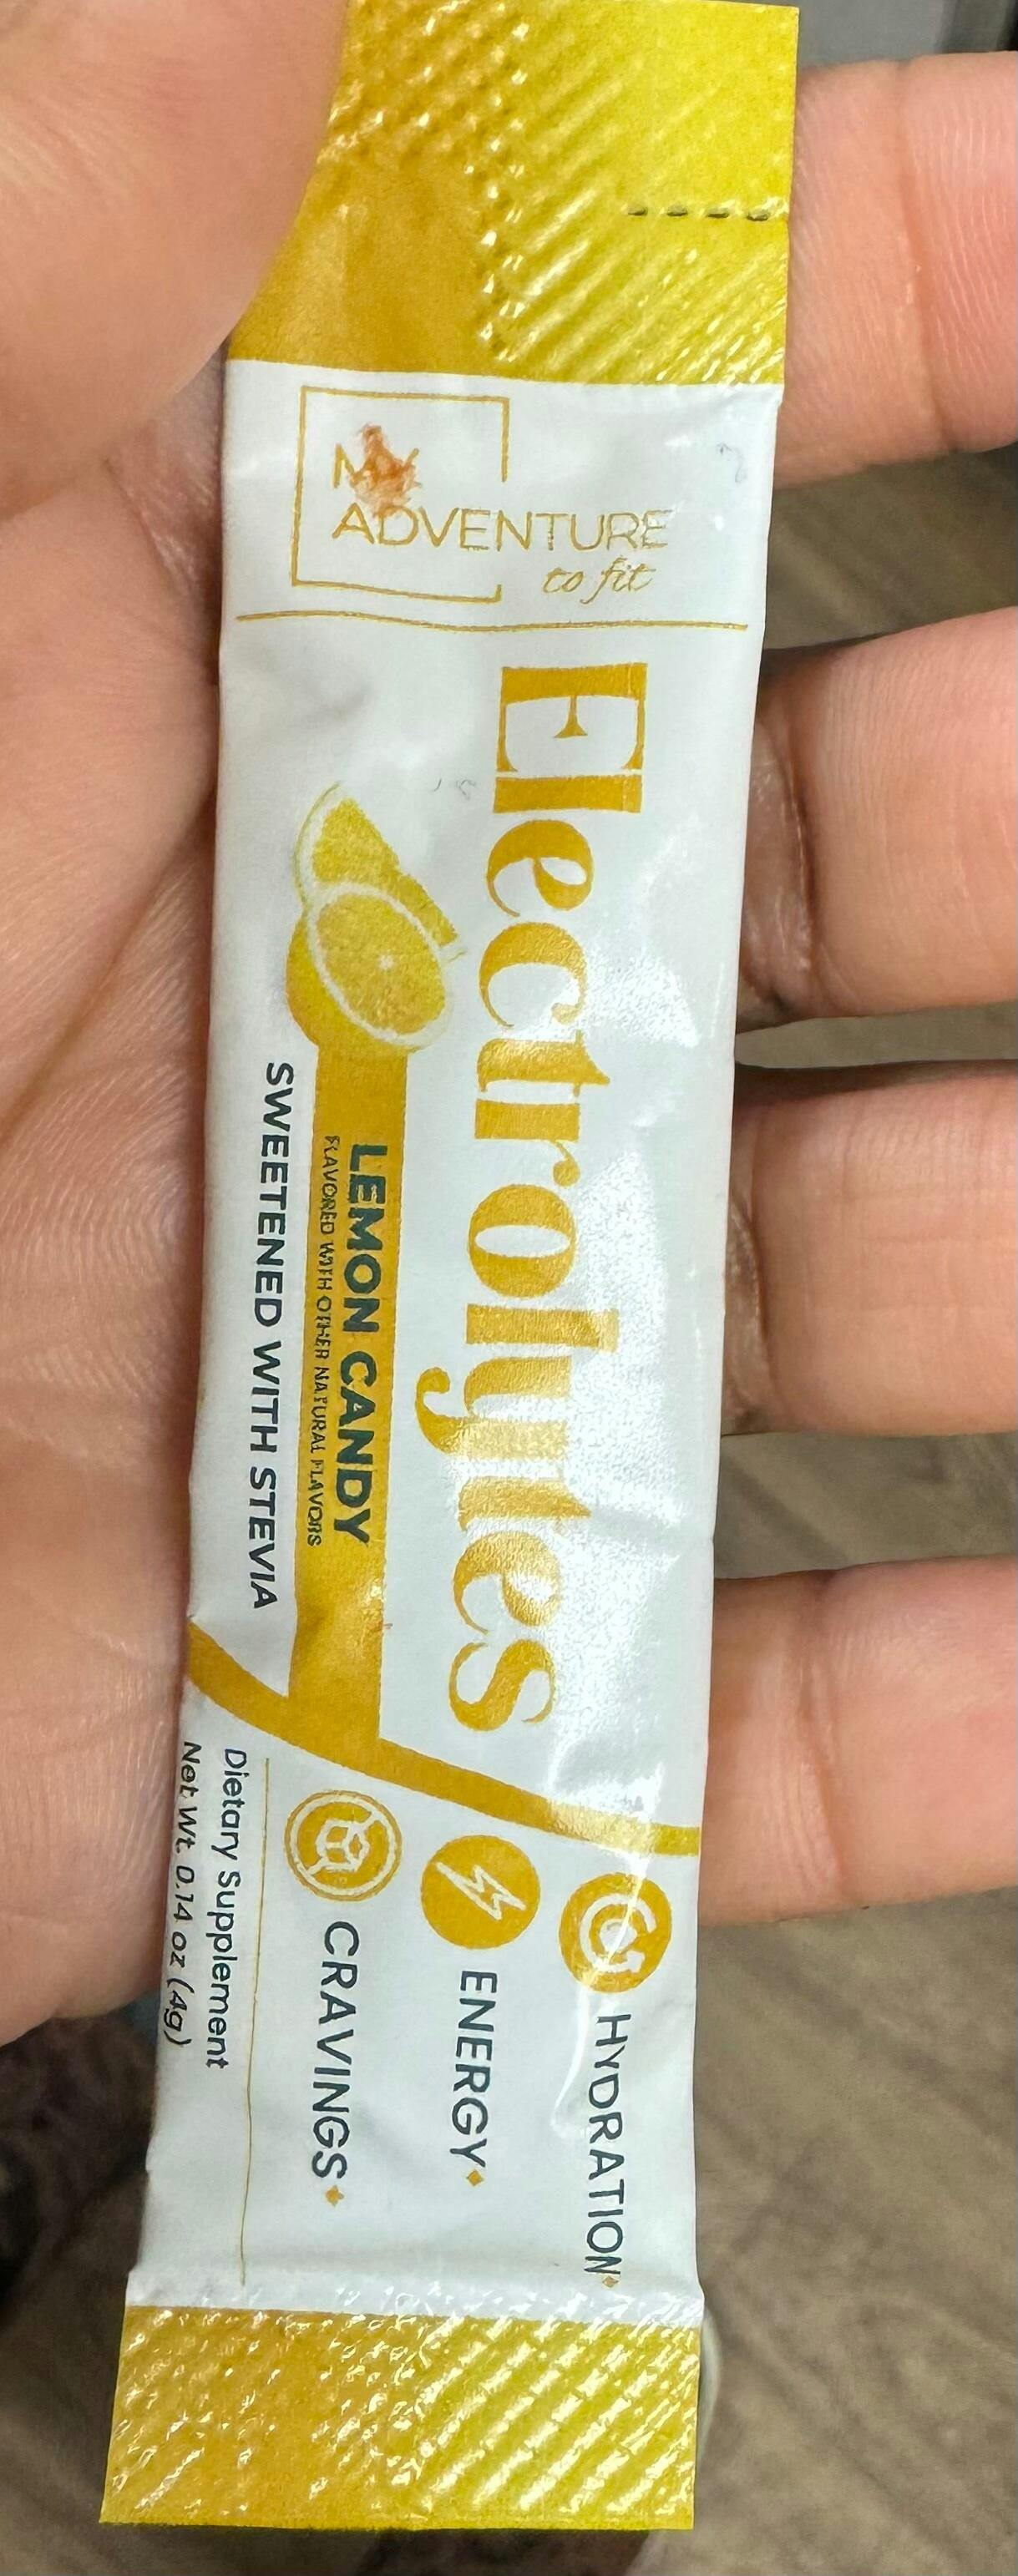 MY
ADVENTURE
to fit
Electrolytes
LEMON CANDY
FLAVORED WITH OTHER NATURAL FLAVORS
SWEETENED WITH STEVIA
HYDRATION
ENERGY
CRAVINGS
Dietary Supplement
Net Wt. 0.14 oz (4g)